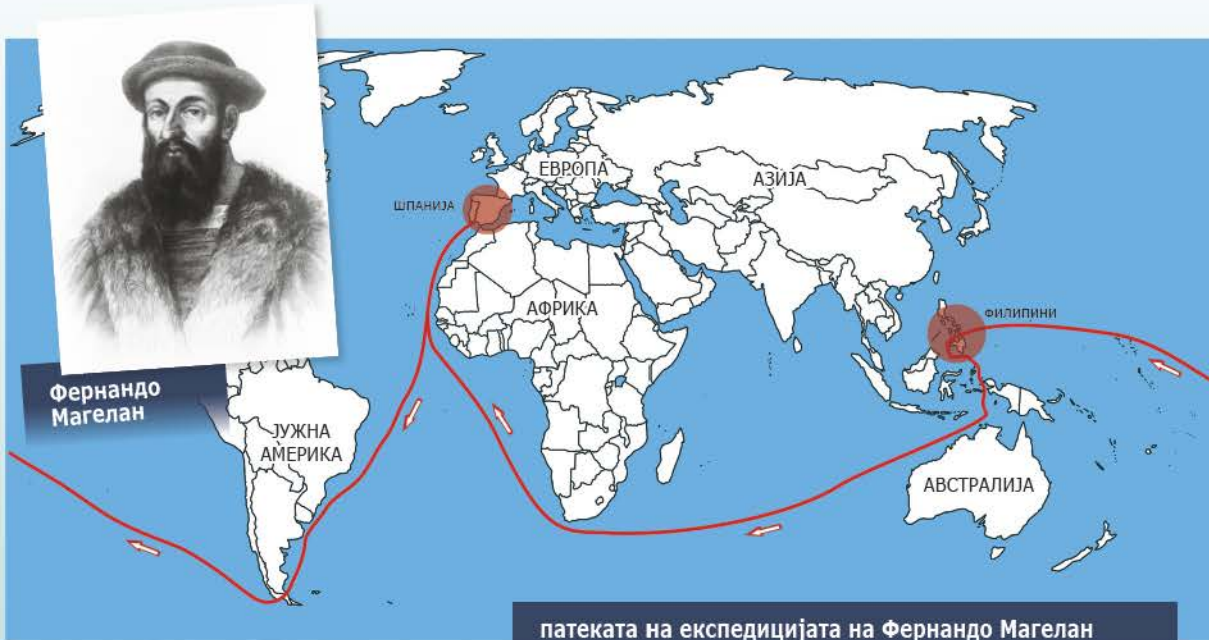 ЕВРОПА
АЗИЈА
ШПАНИЈА
АФРИКА
ФИЛИПИНИ
Фернандо
Магелан
ЈУЖНА
АМЕРИКА
АВСТРАЛИЈА
патеката на експедицијата на Фернандо Магелан